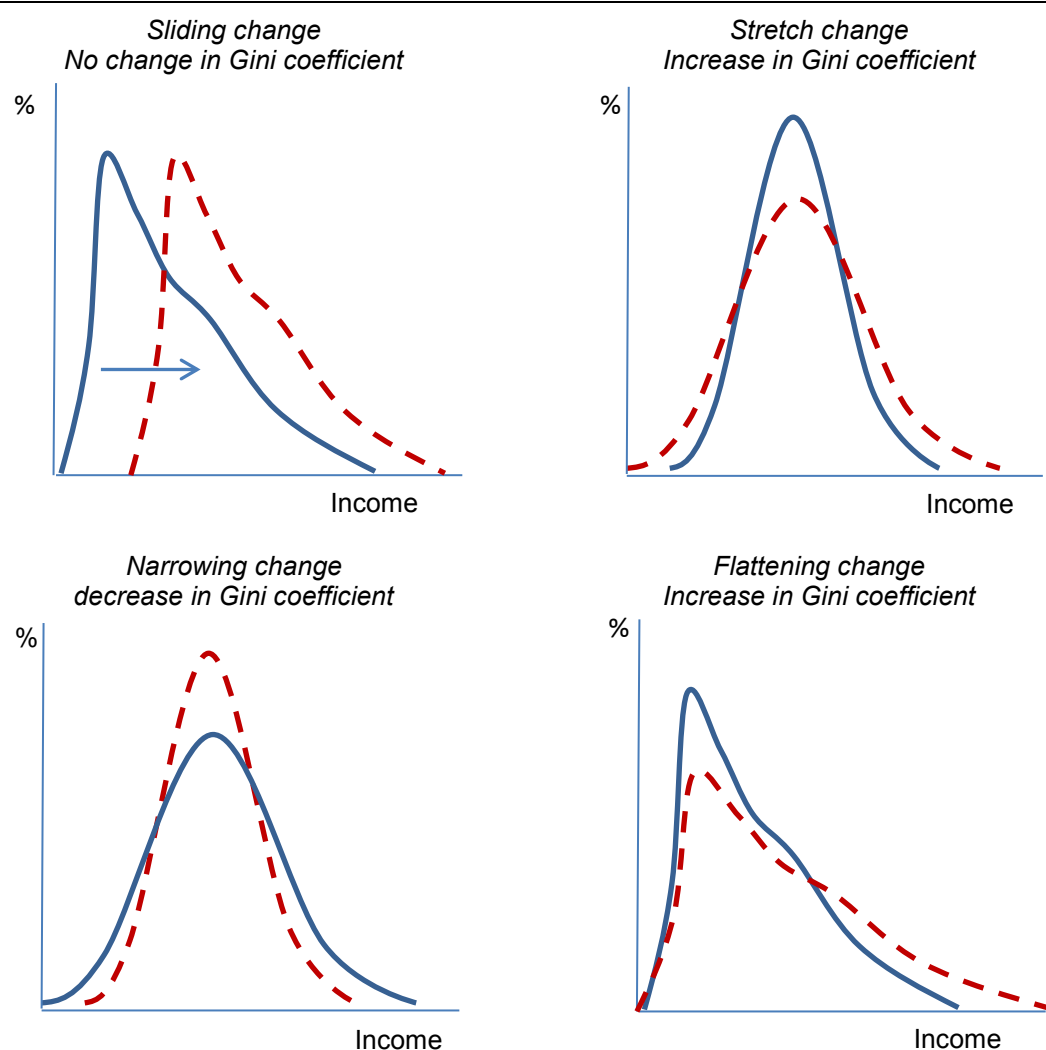 Sliding change
No change in Gini coefficient
%
Income
Stretch change
Increase in Gini coefficient
%
Income
Narrowing change
decrease in Gini coefficient
%
Income
Flattening change
Increase in Gini coefficient
%
Income